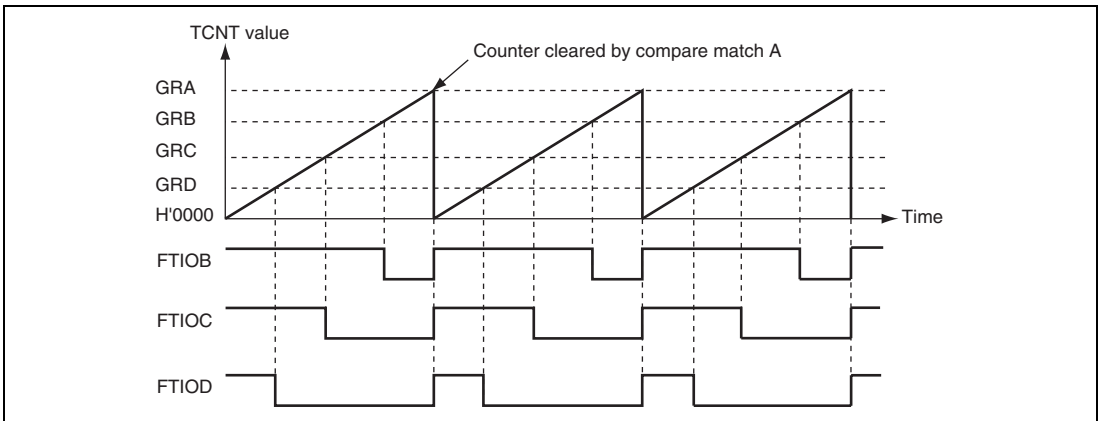 TCNT value
Counter cleared by compare match A
GRA
GRB
GRC
GRD
H'0000
Time
FTIOB
FTIOC
FTIOD